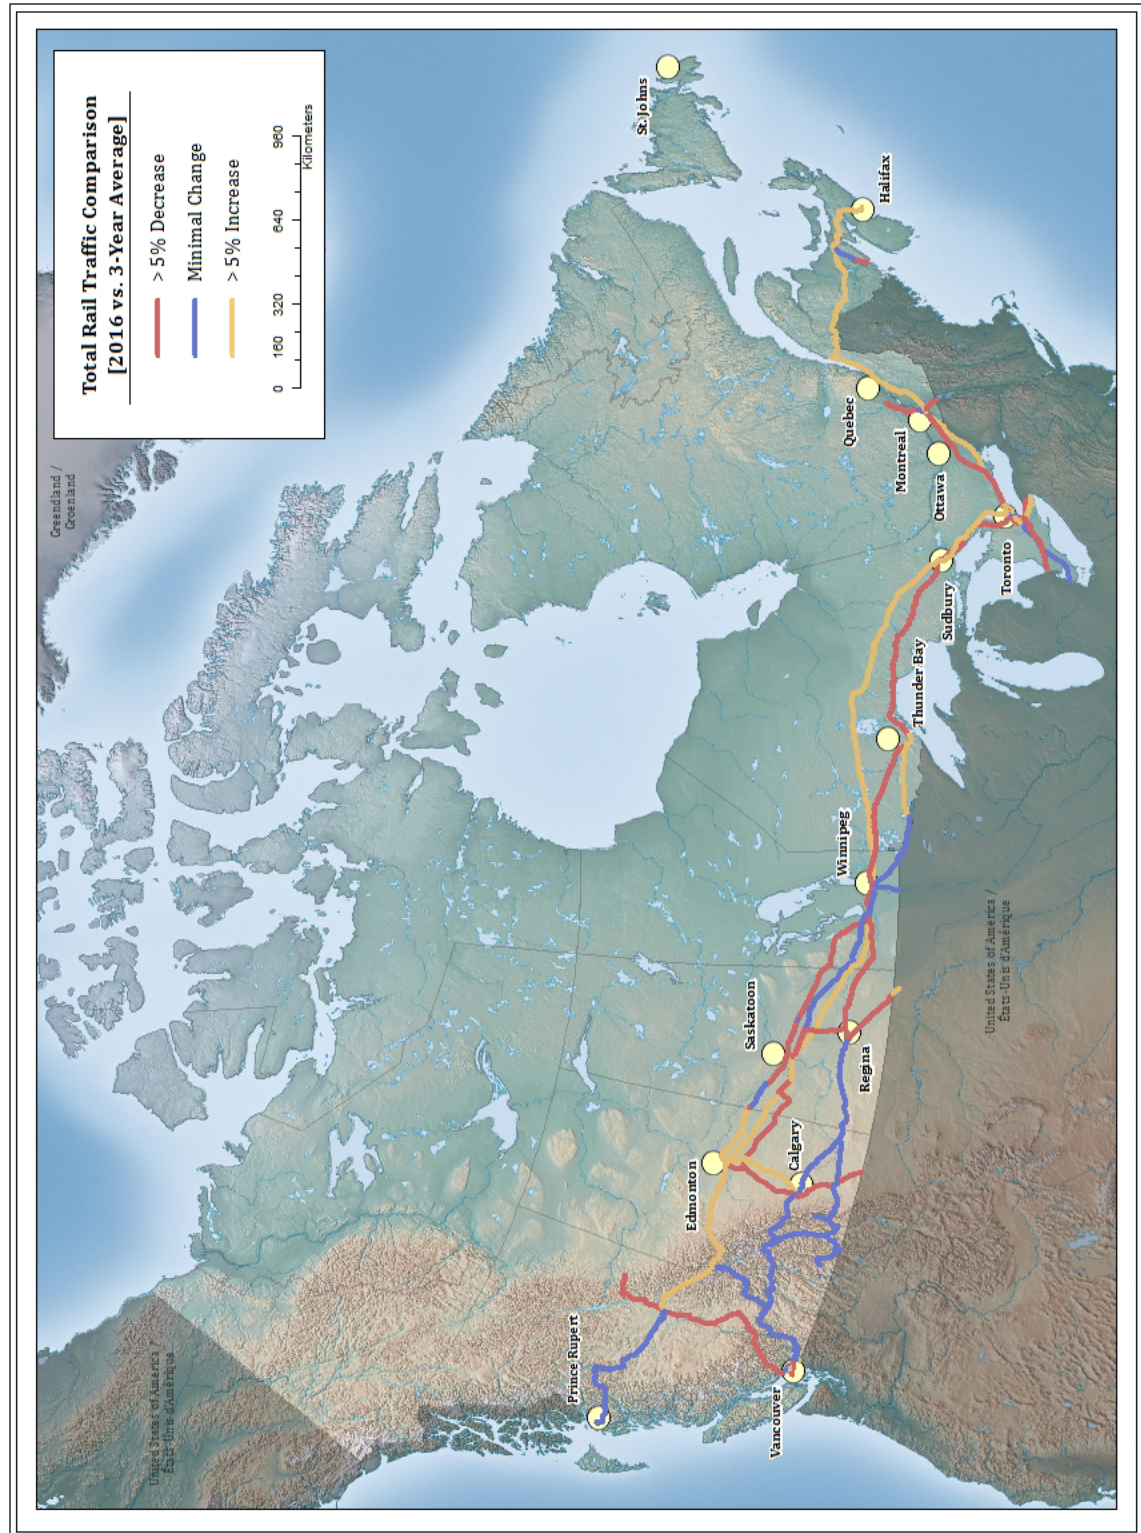 Total Rail Traffic Comparison
[2016 vs. 3-Year Average]
> 5% Decrease
Minimal Change
> 5% Increase
0 160 320 640 960
Kilometers
Greendland /
Groenland
United States of America /
États-Unis d'Amérique
Prince Rupert
Vancouver
Edmonton
Calgary
Saskatoon
Regina
Winnipeg
Thunder Bay
Sudbury
Toronto
Ottawa
Montreal
Quebec
Halifax
St. Johns
United States of America /
États-Unis d'Amérique